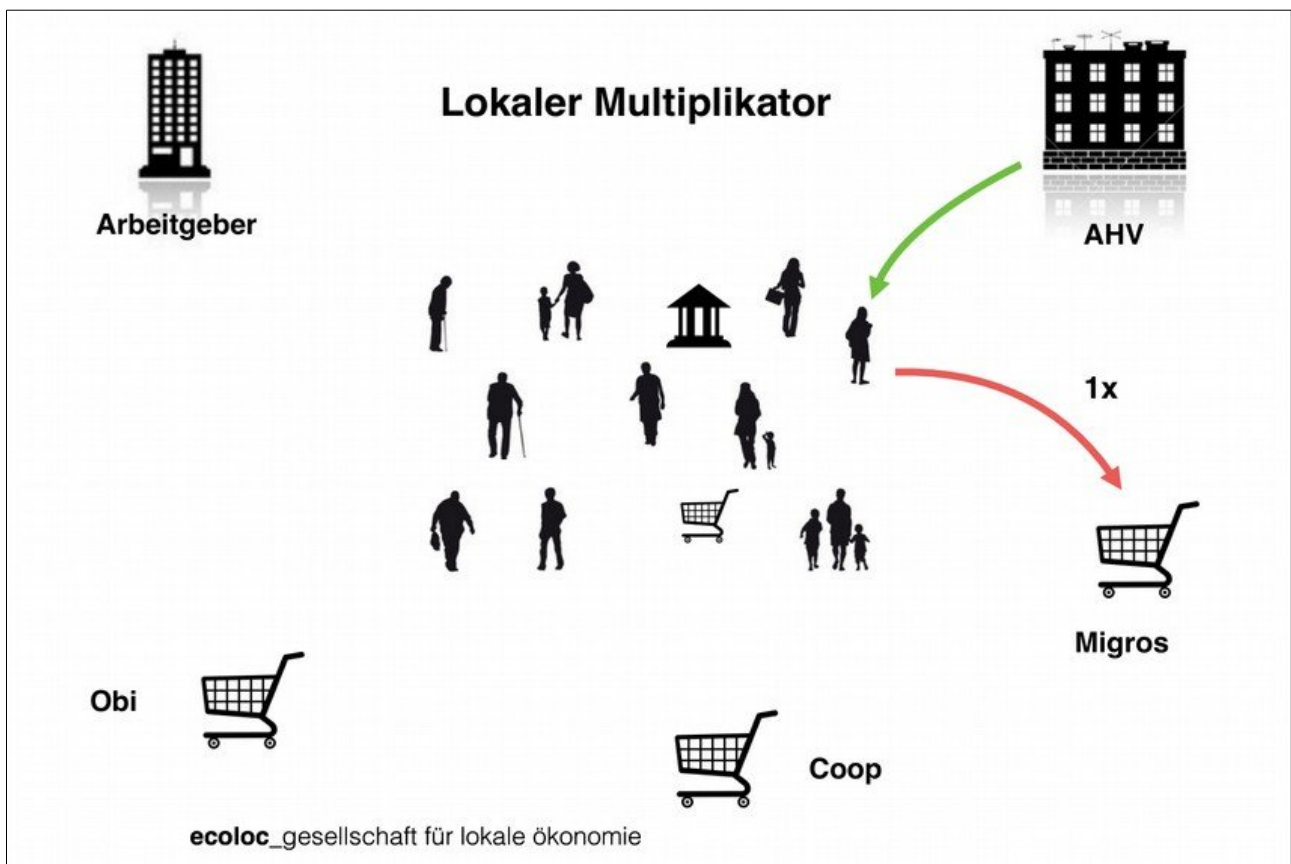 Lokaler Multiplikator
Arbeitgeber
AHV
1x
Migros
Obi
Coop
ecoloc_gesellschaft für lokale ökonomie